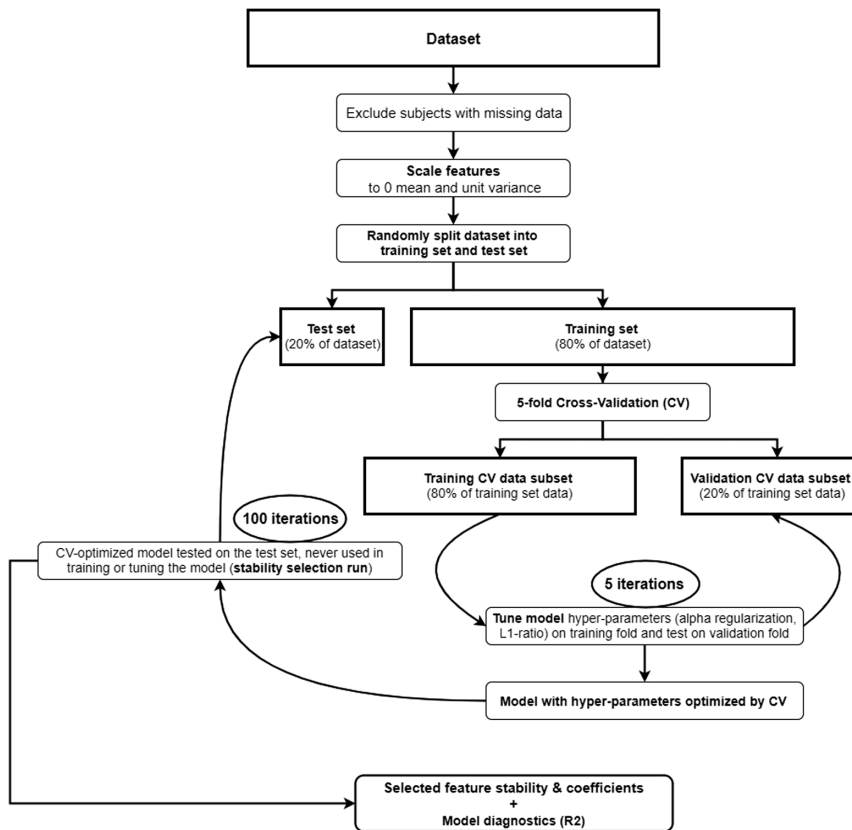 Dataset
Exclude subjects with missing data
Scale features
to 0 mean and unit variance
Randomly split dataset into
training set and test set
Test set
(20% of dataset)
Training set
(80% of dataset)
5-fold Cross-Validation (CV)
Training CV data subset
(80% of training set data)
Validation CV data subset
(20% of training set data)
100 iterations
CV-optimized model tested on the test set, never used in
training or tuning the model (stability selection run)
5 iterations
Tune model hyper-parameters (alpha regularization,
L1-ratio) on training fold and test on validation fold
Model with hyper-parameters optimized by CV
Selected feature stability & coefficients
+
Model diagnostics (R2)